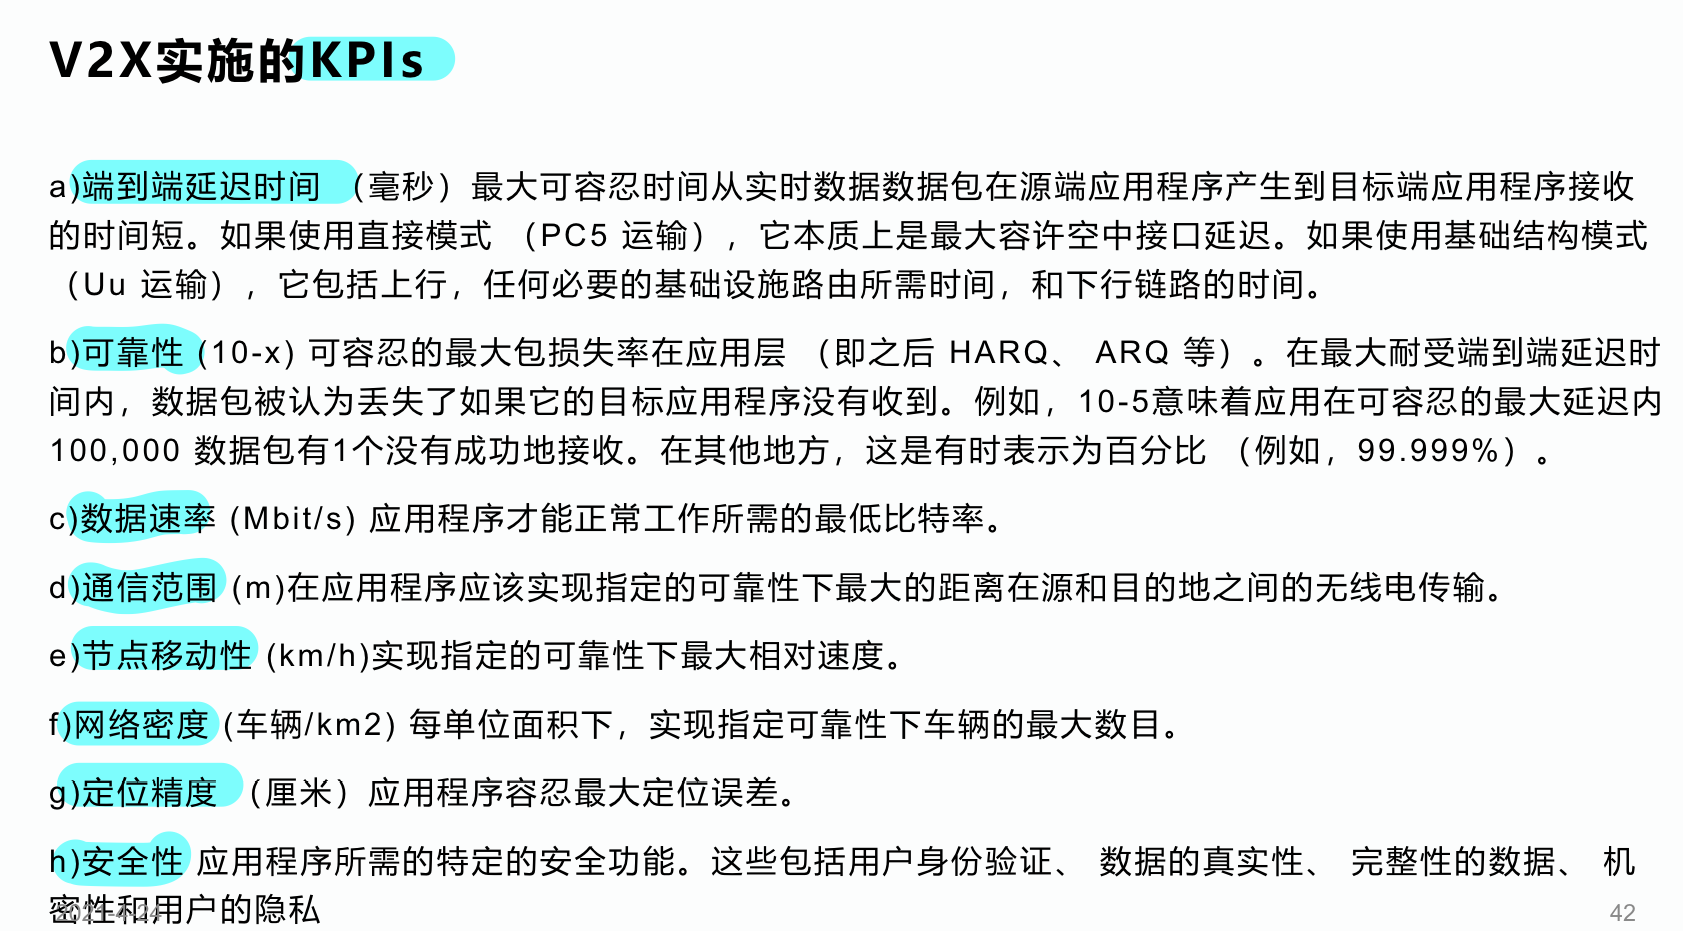 V2X实施的KPIs
a)端到端延迟时间 （毫秒）最大可容忍时间从实时数据数据包在源端应用程序产生到目标端应用程序接收
的时间短。如果使用直接模式 （PC5 运输），它本质上是最大容许空中接口延迟。如果使用基础结构模式
（Uu 运输），它包括上行，任何必要的基础设施路由所需时间，和下行链路的时间。
b)可靠性 (10-x) 可容忍的最大包损失率在应用层 （即之后 HARQ、 ARQ 等）。在最大耐受端到端延迟时
间内，数据包被认为丢失了如果它的目标应用程序没有收到。例如，10-5意味着应用在可容忍的最大延迟内
100,000 数据包有1个没有成功地接收。在其他地方，这是有时表示为百分比 （例如，99.999%）。
c)数据速率 (Mbit/s) 应用程序才能正常工作所需的最低比特率。
d)通信范围 (m)在应用程序应该实现指定的可靠性下最大的距离在源和目的地之间的无线电传输。
e)节点移动性 (km/h)实现指定的可靠性下最大相对速度。
f)网络密度 (车辆/km2) 每单位面积下，实现指定可靠性下车辆的最大数目。
g)定位精度 （厘米）应用程序容忍最大定位误差。
h)安全性 应用程序所需的特定的安全功能。这些包括用户身份验证、 数据的真实性、 完整性的数据、 机
密性和用户的隐私
2021-4-24
42